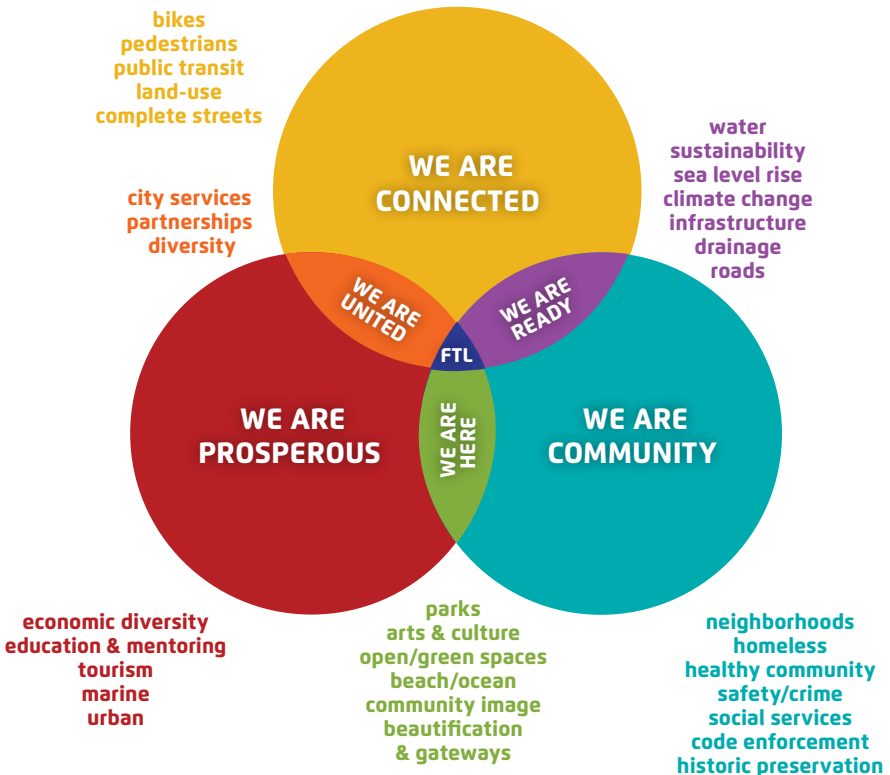 bikes
pedestrians
public transit
land-use
complete streets
water
sustainability
sea level rise
climate change
infrastructure
drainage
roads
city services
partnerships
diversity
WE ARE
CONNECTED
WE ARE
UNITED
WE ARE
READY
FTL
WE ARE
PROSPEROUS
WE ARE
HERE
WE ARE
COMMUNITY
economic diversity
education & mentoring
tourism
marine
urban
parks
arts & culture
open/green spaces
beach/ocean
community image
beautification
& gateways
neighborhoods
homeless
healthy community
safety/crime
social services
code enforcement
historic preservation